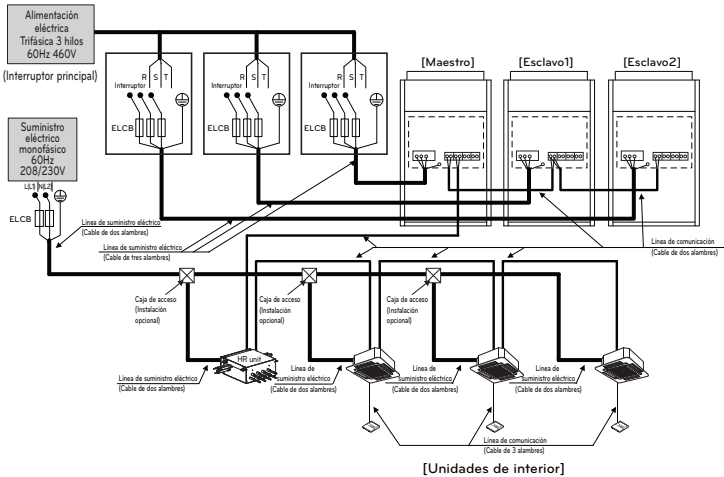 Alimentación
eléctrica
Trifásica 3 hilos
60Hz 460V
(Interruptor principal)
R S T
Interruptor
ELCB
R S T
Interruptor
ELCB
R S T
Interruptor
ELCB
[Maestro]
[Esclavo1]
[Esclavo2]
Suministro
eléctrico
monofásico
60Hz
208/230V
L(L1) N(L2)
ELCB
Línea de suministro eléctrico
(Cable de dos alambres)
Línea de suministro eléctrico
(Cable de tres alambres)
Línea de comunicación
(Cable de dos alambres)
Caja de acceso
(Instalación
opcional)
Caja de acceso
(Instalación
opcional)
Caja de acceso
(Instalación
opcional)
HR unit
Línea de suministro eléctrico
(Cable de dos alambres)
Línea de
suministro eléctrico
(Cable de dos alambres)
Línea de
suministro eléctrico
(Cable de dos alambres)
Línea de
suministro eléctrico
(Cable de dos alambres)
Línea de comunicación
(Cable de 3 alambres)
[Unidades de interior]